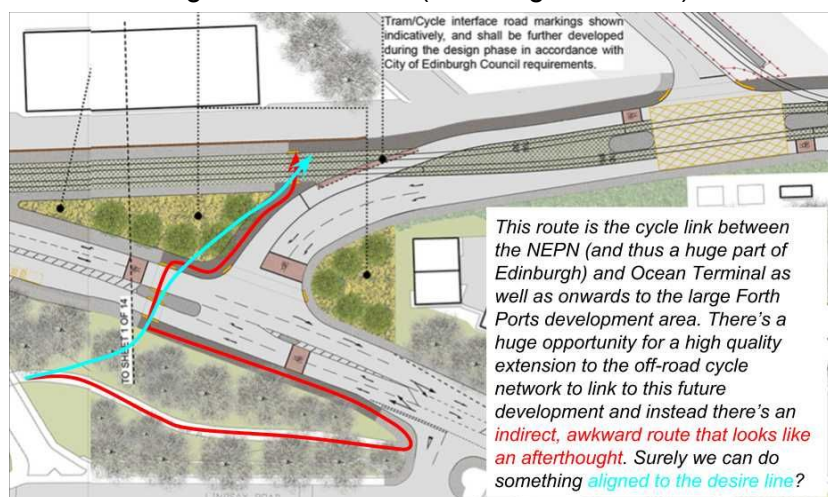 Tram/Cycle interface road markings shown
indicatively, and shall be further developed
during the design phase in accordance with
City of Edinburgh Council requirements.
TO SHEET 1 OF 14
This route is the cycle link between
the NEPN (and thus a huge part of
Edinburgh) and Ocean Terminal as
well as onwards to the large Forth
Ports development area. There's a
huge opportunity for a high quality
extension to the off-road cycle
network to link to this future
development and instead there's an
indirect, awkward route that looks like
an afterthought. Surely we can do
something aligned to the desire line?